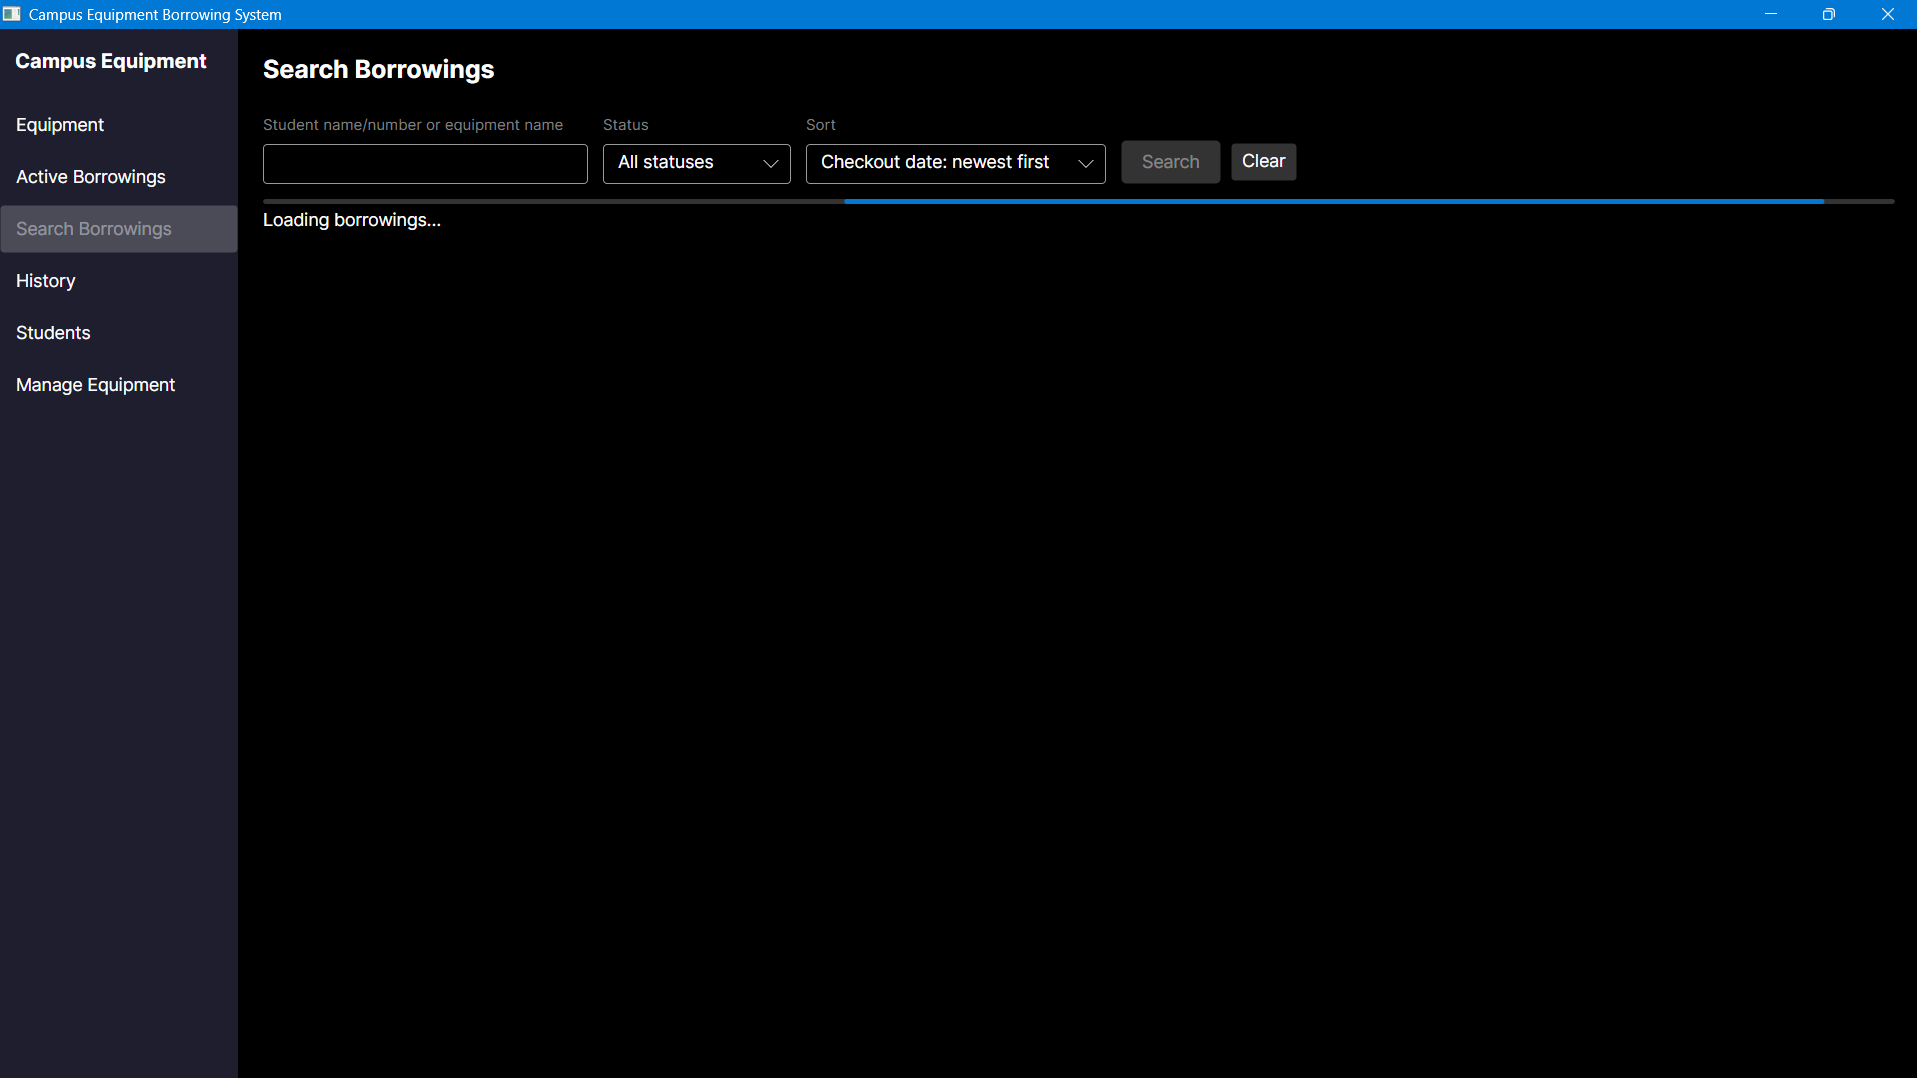 Campus Equipment Borrowing System
Campus Equipment
Equipment
Active Borrowings
Search Borrowings
History
Students
Manage Equipment
Search Borrowings
Student name/number or equipment name
Status
Sort
All statuses
Checkout date: newest first
Search
Clear
Loading borrowings...